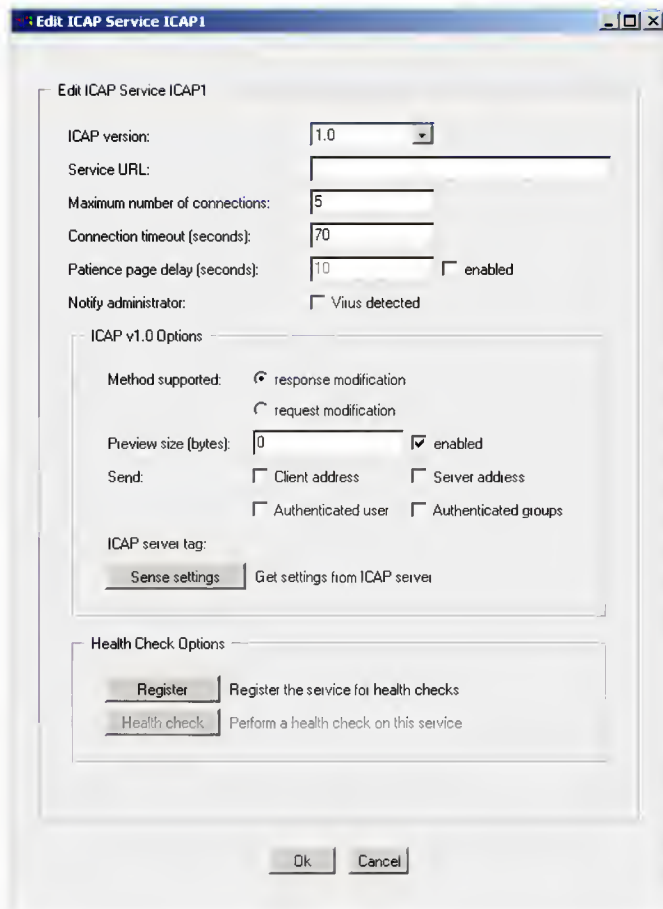 Edit ICAP Service ICAP1
Edit ICAP Service ICAP1
ICAP version: 1.0
Service URL:
Maximum number of connections: 5
Connection timeout (seconds): 70
Patience page delay (seconds): 10 enabled
Notify administrator: Virus detected
ICAP v1.0 Options
Method supported: response modification
request modification
Preview size (bytes): 0 enabled
Send: Client address Server address
Authenticated user Authenticated groups
ICAP server tag:
Sense settings Get settings from ICAP server
Health Check Options
Register Register the service for health checks
Health check Perform a health check on this service
Ok Cancel